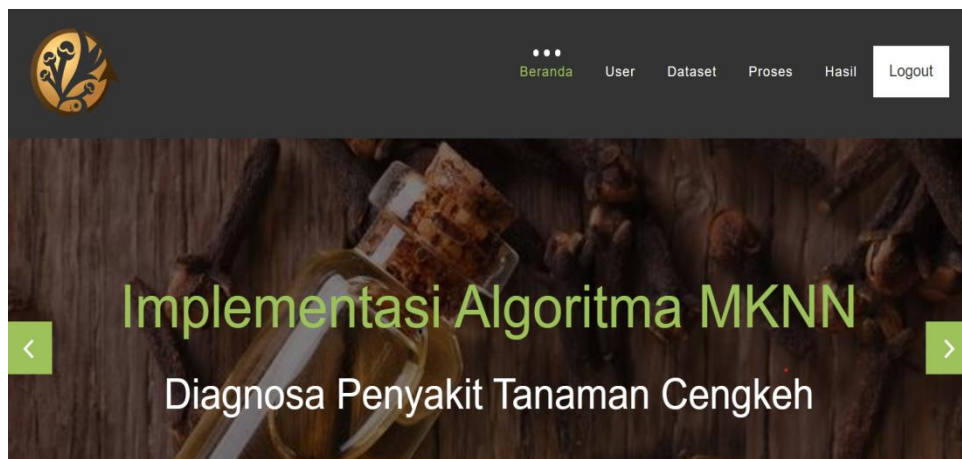 Beranda User Dataset Proses Hasil Logout
Implementasi Algoritma MKNN
Diagnosa Penyakit Tanaman Cengkeh